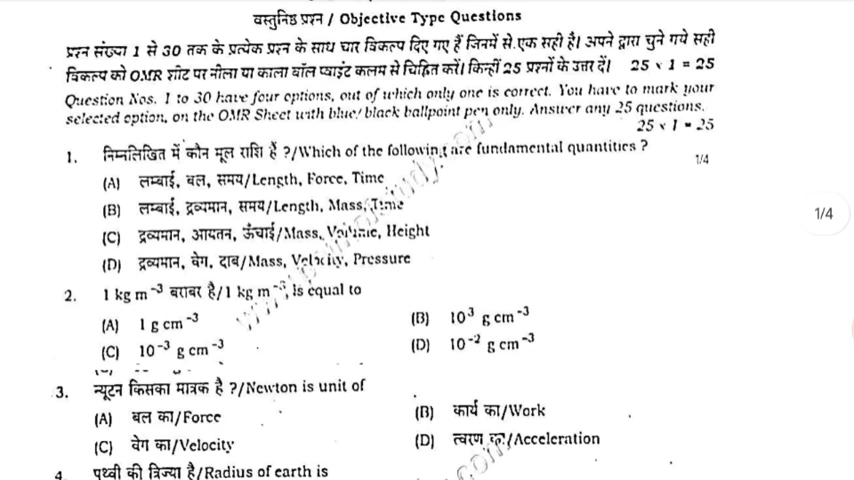 वस्तुनिष्ठ प्रश्न / Objective Type Questions
प्रश्न संख्या 1 से 30 तक के प्रत्येक प्रश्न के साथ चार विकल्प दिए गए हैं जिनमें से एक सही है। अपने द्वारा चुने गये सही
विकल्प को OMR शीट पर नीला या काला बॉल प्वाइंट कलम से चिह्नित करें। किन्हीं 25 प्रश्नों के उत्तर दें। 25 × 1 = 25
Question Nos. 1 to 30 have four options, out of which only one is correct. You have to mark your
selected option, on the OMR Sheet with blue/black ballpoint pen only. Answer any 25 questions.
25 × 1 = 25
1. निम्नलिखित में कौन मूल राशि हैं ?/Which of the following are fundamental quantities ?
1/4
(A) लम्बाई, बल, समय/Length, Force, Time
(B) लम्बाई, द्रव्यमान, समय/Length, Mass, Time
1/4
(C) द्रव्यमान, आयतन, ऊँचाई/Mass, Volume, Height
(D) द्रव्यमान, वेग, दाब/Mass, Velocity, Pressure
2. 1 kg m⁻³ बराबर है/1 kg m⁻³, is equal to
(A) 1 g cm⁻³ (B) 10³ g cm⁻³
(C) 10⁻³ g cm⁻³ (D) 10⁻² g cm⁻³
3. न्यूटन किसका मात्रक है ?/Newton is unit of
(A) बल का/Force (B) कार्य का/Work
(C) वेग का/Velocity (D) त्वरण का/Acceleration
4. पृथ्वी की त्रिज्या है/Radius of earth is